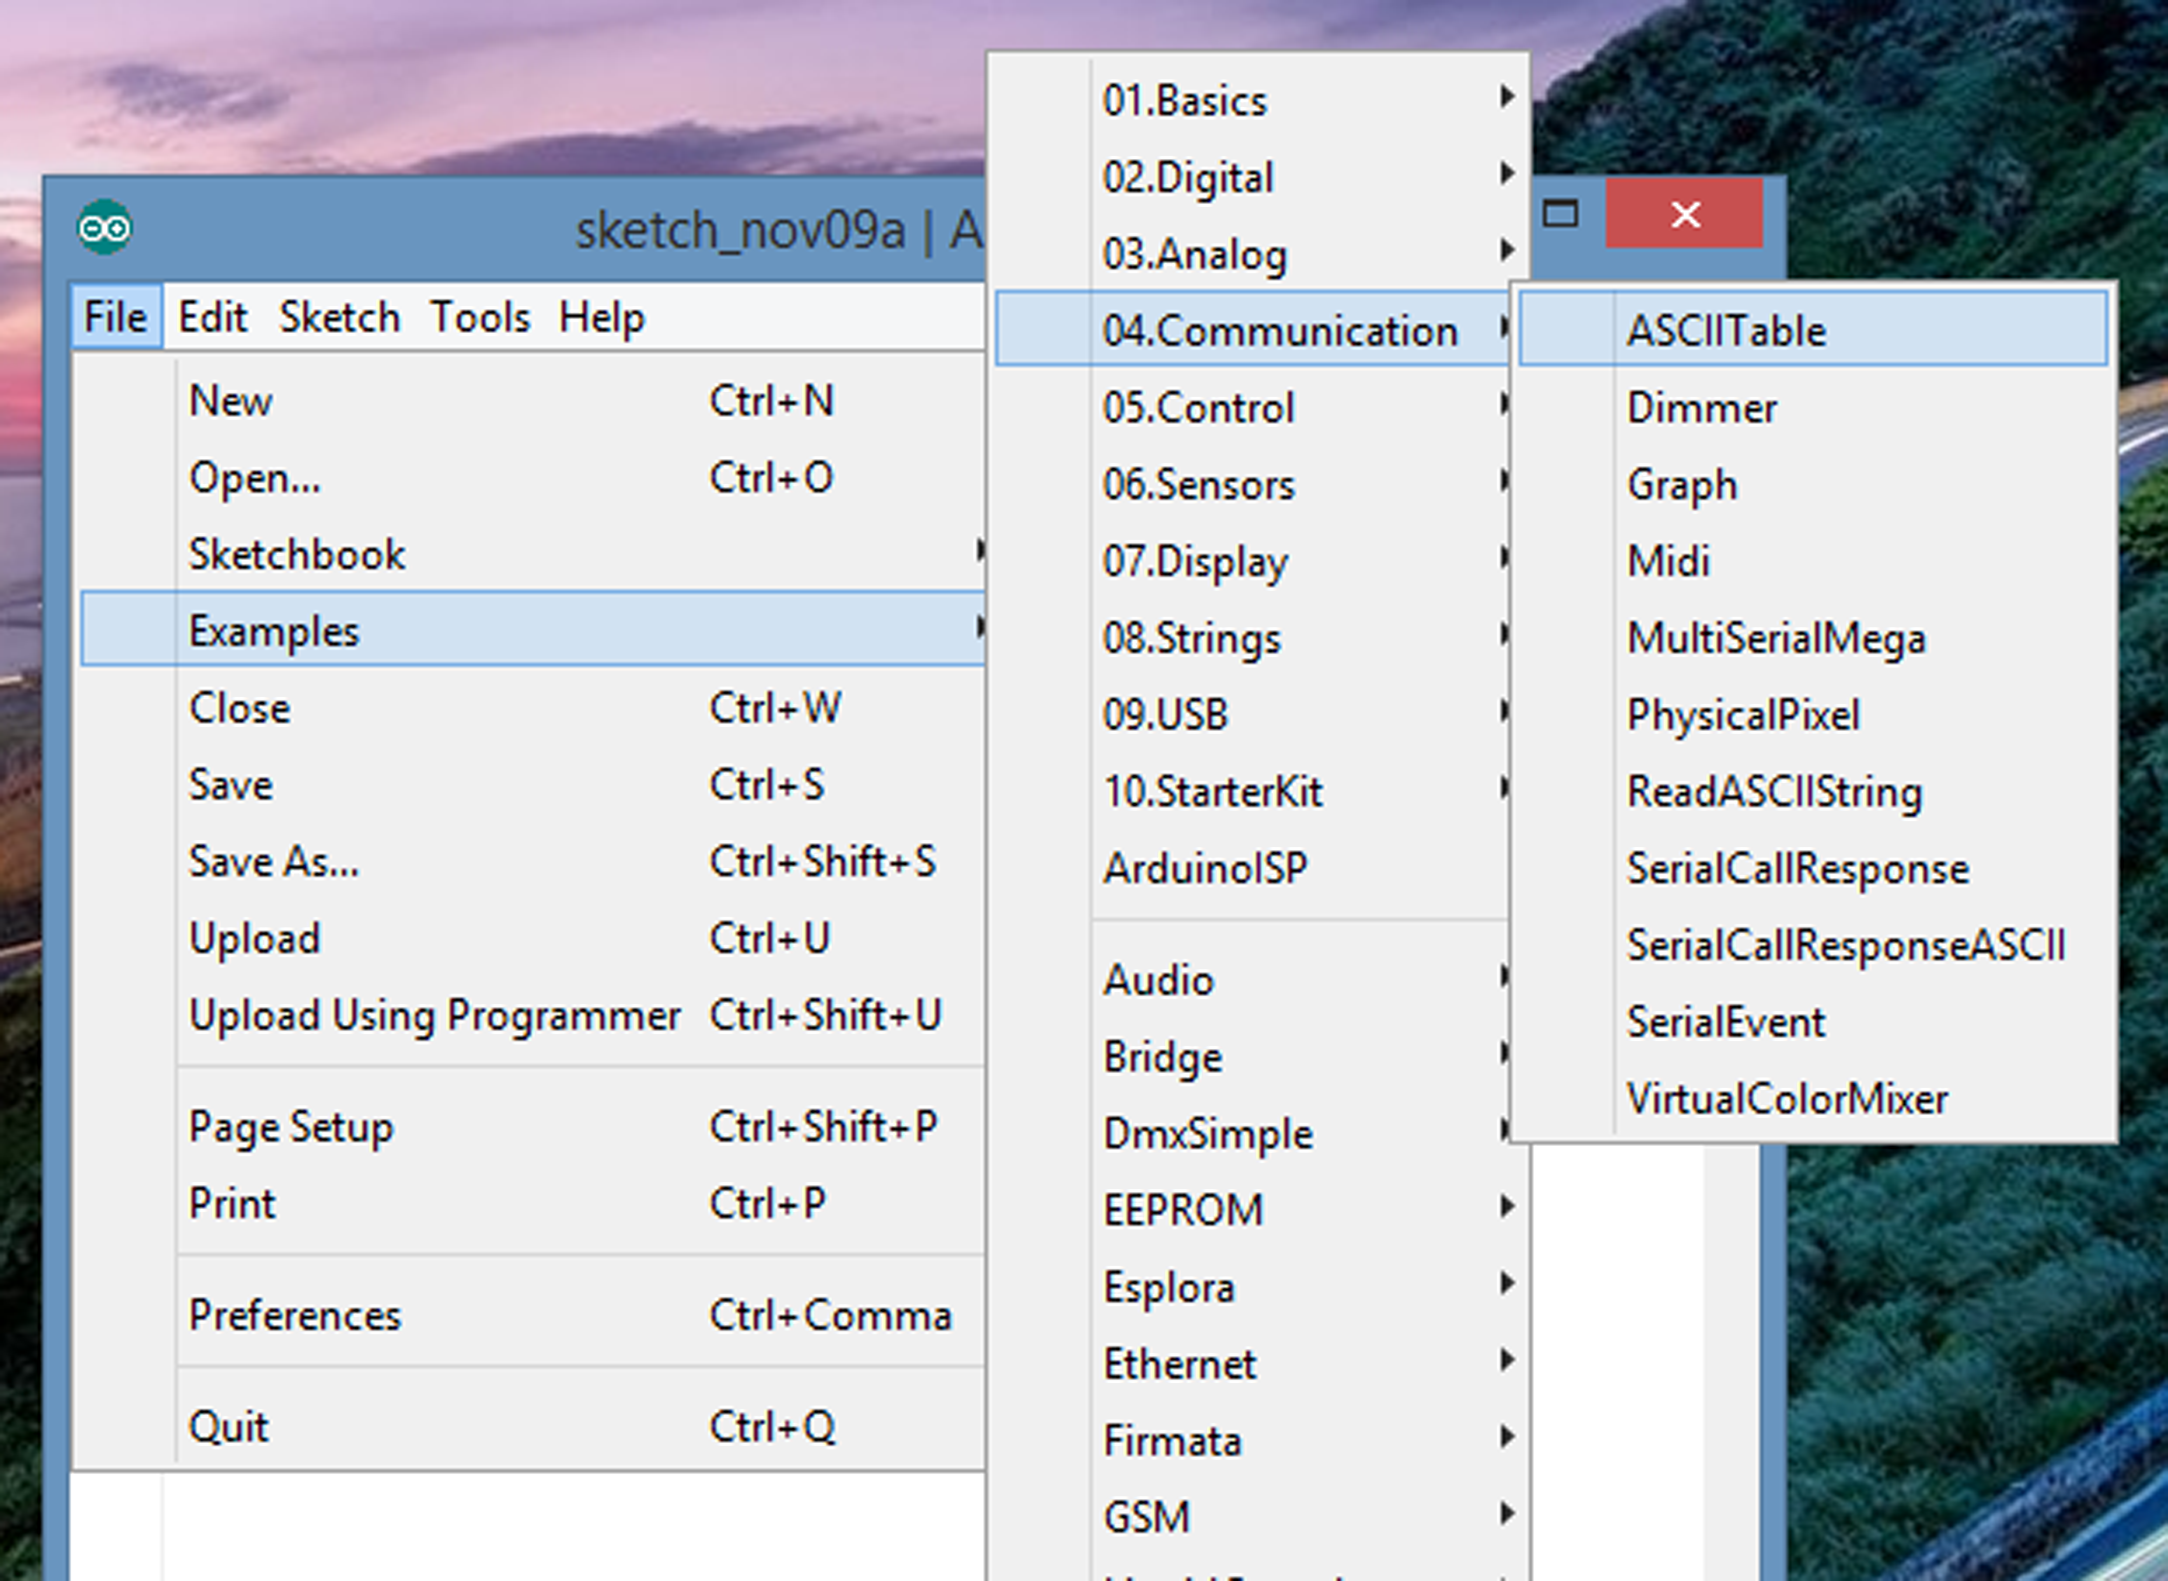 sketch_nov09a | A
File Edit Sketch Tools Help
New Ctrl+N
Open... Ctrl+O
Sketchbook
Examples
Close Ctrl+W
Save Ctrl+S
Save As... Ctrl+Shift+S
Upload Ctrl+U
Upload Using Programmer Ctrl+Shift+U
Page Setup Ctrl+Shift+P
Print Ctrl+P
Preferences Ctrl+Comma
Quit Ctrl+Q
01.Basics
02.Digital
03.Analog
04.Communication
05.Control
06.Sensors
07.Display
08.Strings
09.USB
10.StarterKit
ArduinoISP
Audio
Bridge
DmxSimple
EEPROM
Esplora
Ethernet
Firmata
GSM
ASCIITable
Dimmer
Graph
Midi
MultiSerialMega
PhysicalPixel
ReadASCIIString
SerialCallResponse
SerialCallResponseASCII
SerialEvent
VirtualColorMixer